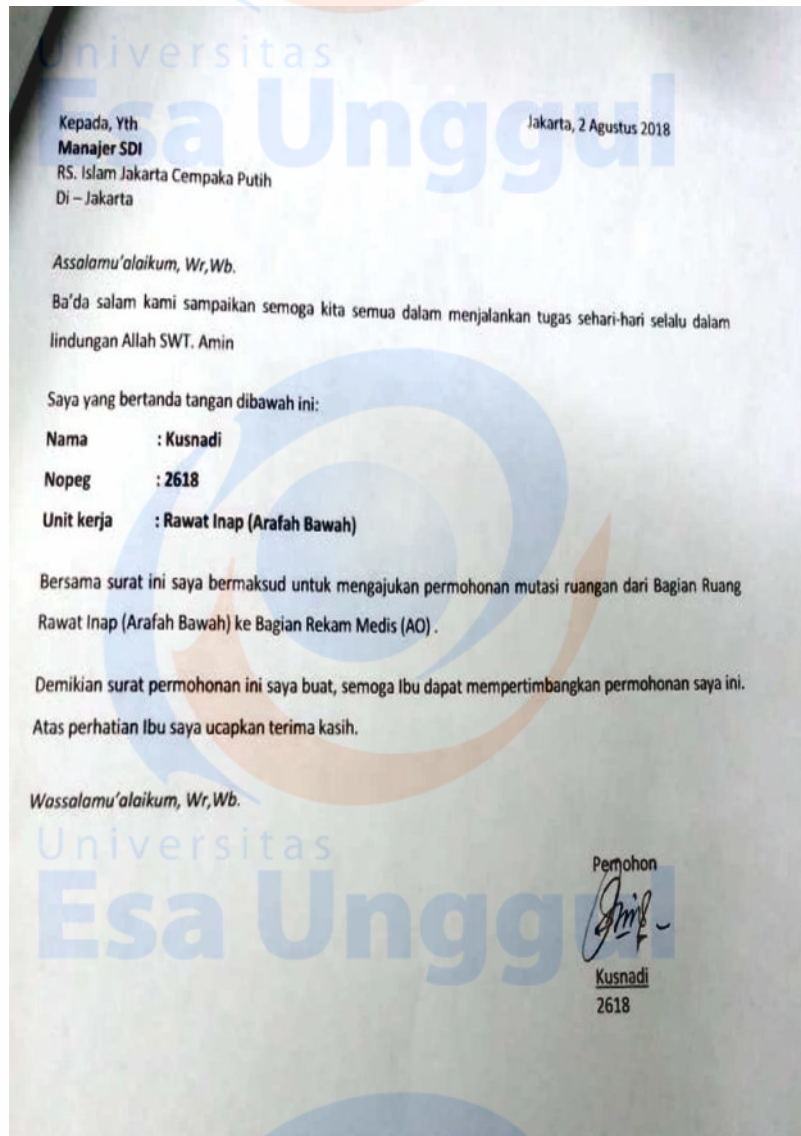 Universitas
Esa Unggul
Kepada, Yth
Jakarta, 2 Agustus 2018
Manajer SDI
RS. Islam Jakarta Cempaka Putih
Di – Jakarta
Assalamu'alaikum, Wr,Wb.
Ba'da salam kami sampaikan semoga kita semua dalam menjalankan tugas sehari-hari selalu dalam
lindungan Allah SWT. Amin
Saya yang bertanda tangan dibawah ini:
Nama : Kusnadi
Nopeg : 2618
Unit kerja : Rawat Inap (Arafah Bawah)
Bersama surat ini saya bermaksud untuk mengajukan permohonan mutasi ruangan dari Bagian Ruang
Rawat Inap (Arafah Bawah) ke Bagian Rekam Medis (AO) .
Demikian surat permohonan ini saya buat, semoga Ibu dapat mempertimbangkan permohonan saya ini.
Atas perhatian Ibu saya ucapkan terima kasih.
Wassalamu'alaikum, Wr,Wb.
Universitas
Esa Unggul
Pemohon
Kusnadi
2618